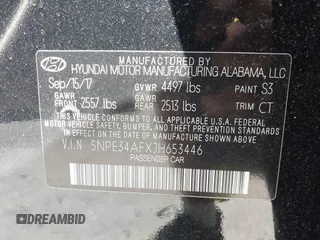 MANUFACTURED BY
HYUNDAI MOTOR MANUFACTURING ALABAMA, LLC
Sep/15/17 GVWR 4497 lbs PAINT S3
GAWR FRONT 2557 lbs GAWR REAR 2513 lbs TRIM CT
THIS VEHICLE CONFORMS TO ALL APPLICABLE FEDERAL
MOTOR VEHICLE SAFETY, BUMPER, AND THEFT PREVENTION
STANDARDS IN EFFECT ON THE DATE OF MANUFACTURE SHOWN ABOVE.
V.I.N 5NPE34AFXJH653446
PASSENGER CAR
DREAMBID